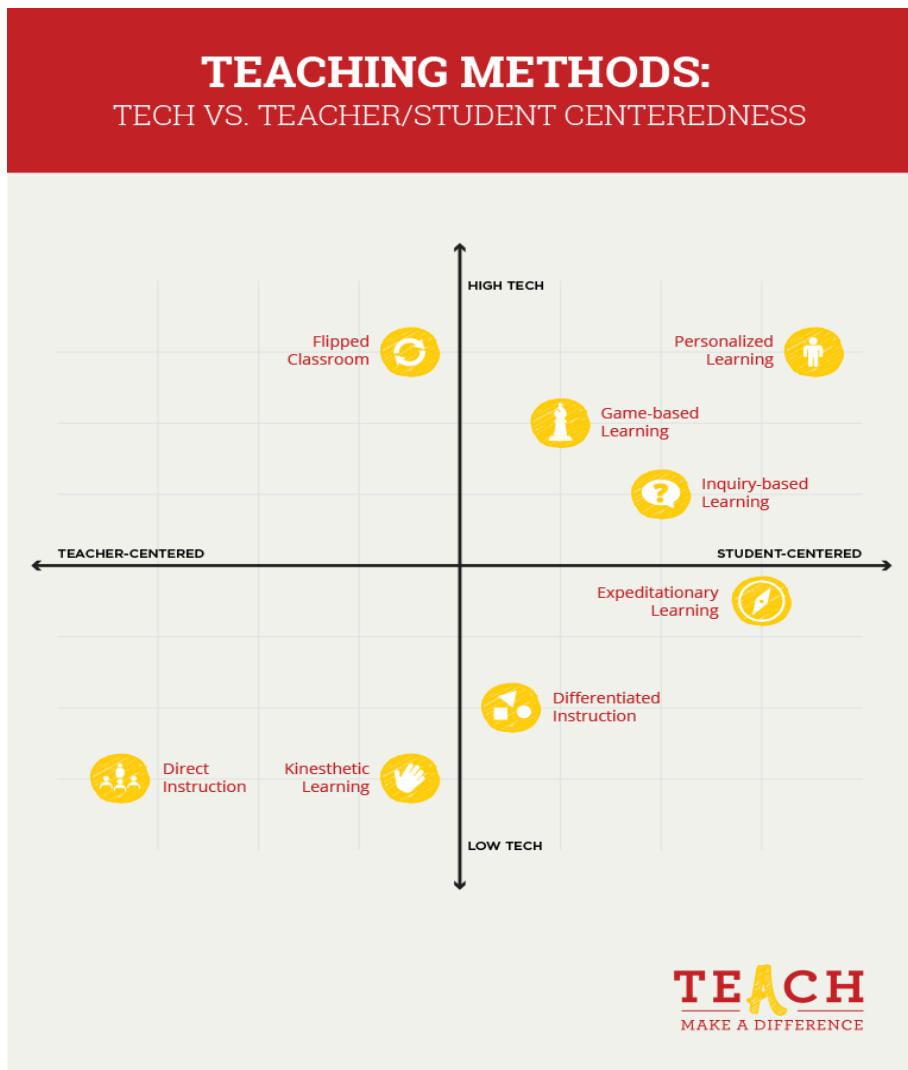 TEACHING METHODS:
TECH VS. TEACHER/STUDENT CENTEREDNESS
HIGH TECH
Flipped
Classroom
Personalized
Learning
Game-based
Learning
Inquiry-based
Learning
TEACHER-CENTERED
STUDENT-CENTERED
Expeditationary
Learning
Differentiated
Instruction
Direct
Instruction
Kinesthetic
Learning
LOW TECH
TEACH
MAKE A DIFFERENCE